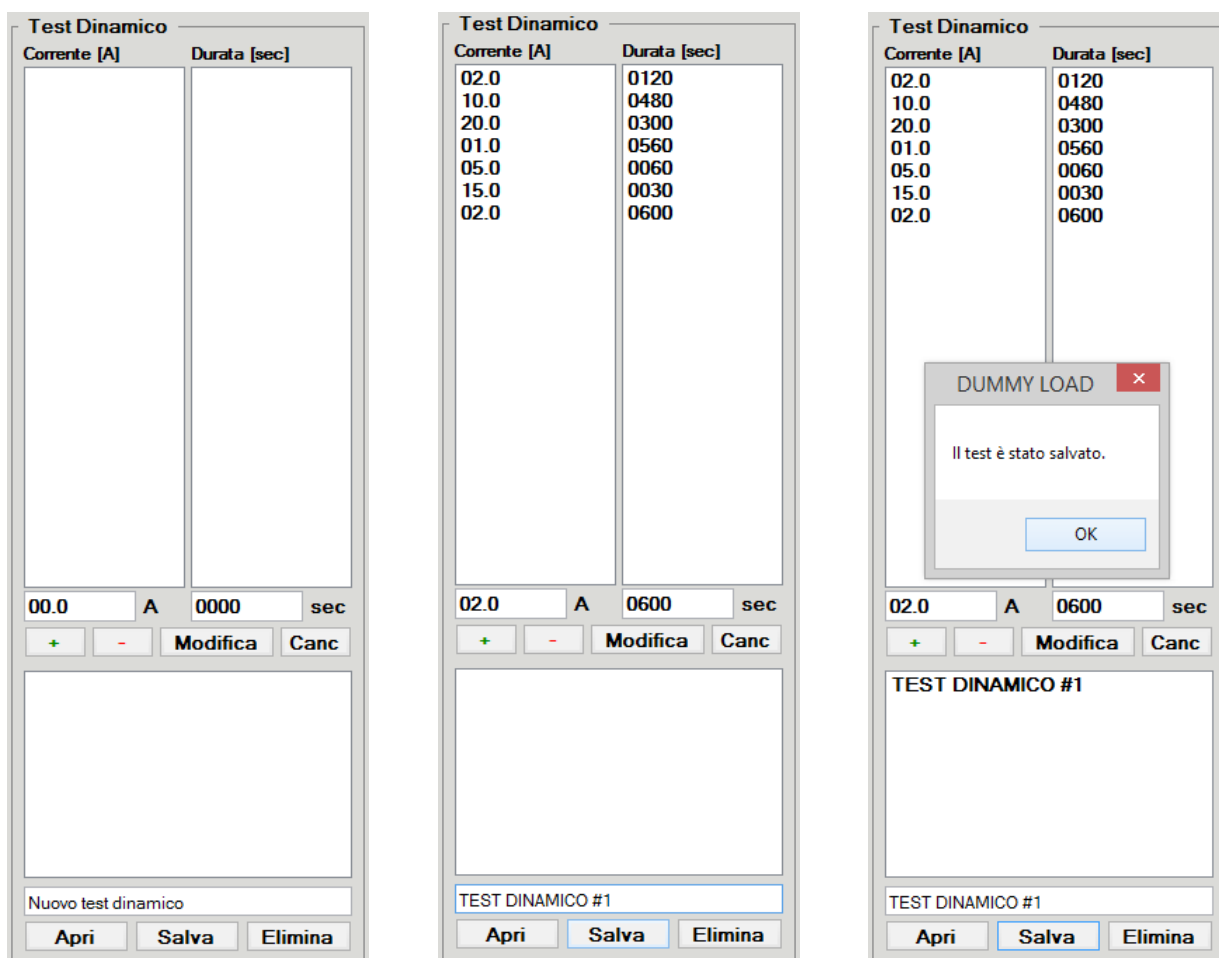 Test Dinamico
Corrente [A] Durata [sec]
00.0 A 0000 sec
+ - Modifica Canc
Nuovo test dinamico
Apri Salva Elimina
Test Dinamico
Corrente [A] Durata [sec]
02.0 0120
10.0 0480
20.0 0300
01.0 0560
05.0 0060
15.0 0030
02.0 0600
02.0 A 0600 sec
+ - Modifica Canc
TEST DINAMICO #1
Apri Salva Elimina
Test Dinamico
Corrente [A] Durata [sec]
02.0 0120
10.0 0480
20.0 0300
01.0 0560
05.0 0060
15.0 0030
02.0 0600
DUMMY LOAD ×
Il test è stato salvato.
OK
02.0 A 0600 sec
+ - Modifica Canc
TEST DINAMICO #1
TEST DINAMICO #1
Apri Salva Elimina